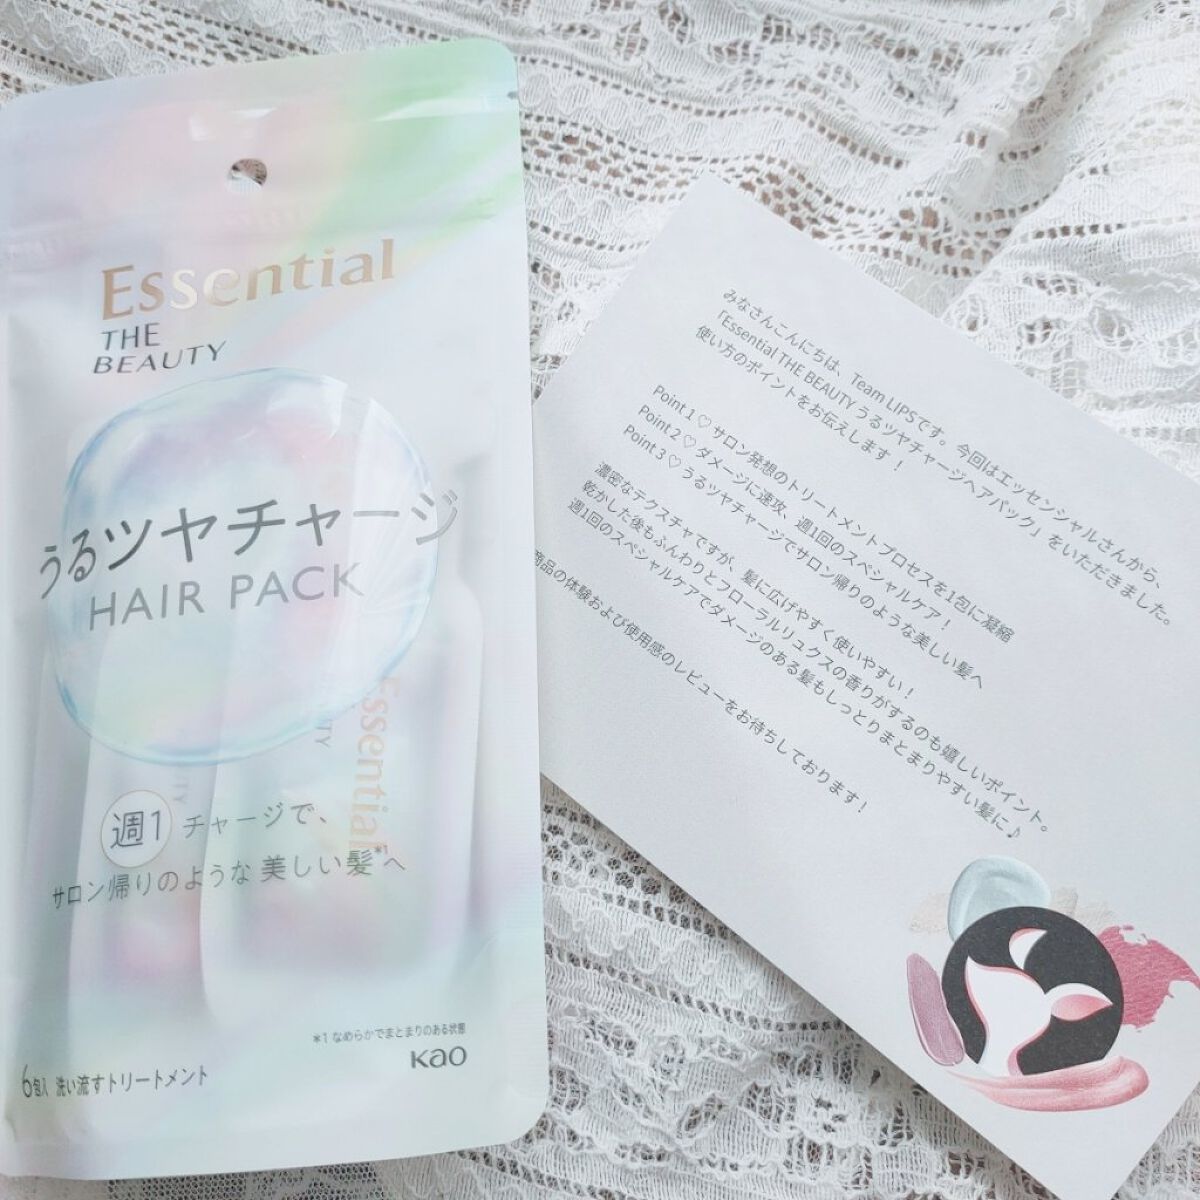 Essential
THE
BEAUTY
うるツヤチャージ
HAIR PACK
Essential
週1 チャージで、
サロン帰りのような 美しい髪*1へ
*1 なめらかでまとまりのある状態
Kao
6包入 洗い流すトリートメント
みなさんこんにちは、Team LIPSです。今回はエッセンシャルさんから、
「Essential THE BEAUTY うるツヤチャージヘアパック」をいただきました。
使い方のポイントをお伝えします!
Point 1 ♡ サロン発想のトリートメントプロセスを1包に凝縮
Point 2 ♡ ダメージに速攻、週1回のスペシャルケア!
Point 3 ♡ うるツヤチャージでサロン帰りのような美しい髪へ
濃密なテクスチャですが、髪に広げやすく使いやすい!
乾かした後もふんわりとフローラルリュクスの香りがするのも嬉しいポイント。
週1回のスペシャルケアでダメージのある髪もしっとりまとまりやすい髪に♪
商品の体験および使用感のレビューをお待ちしております!